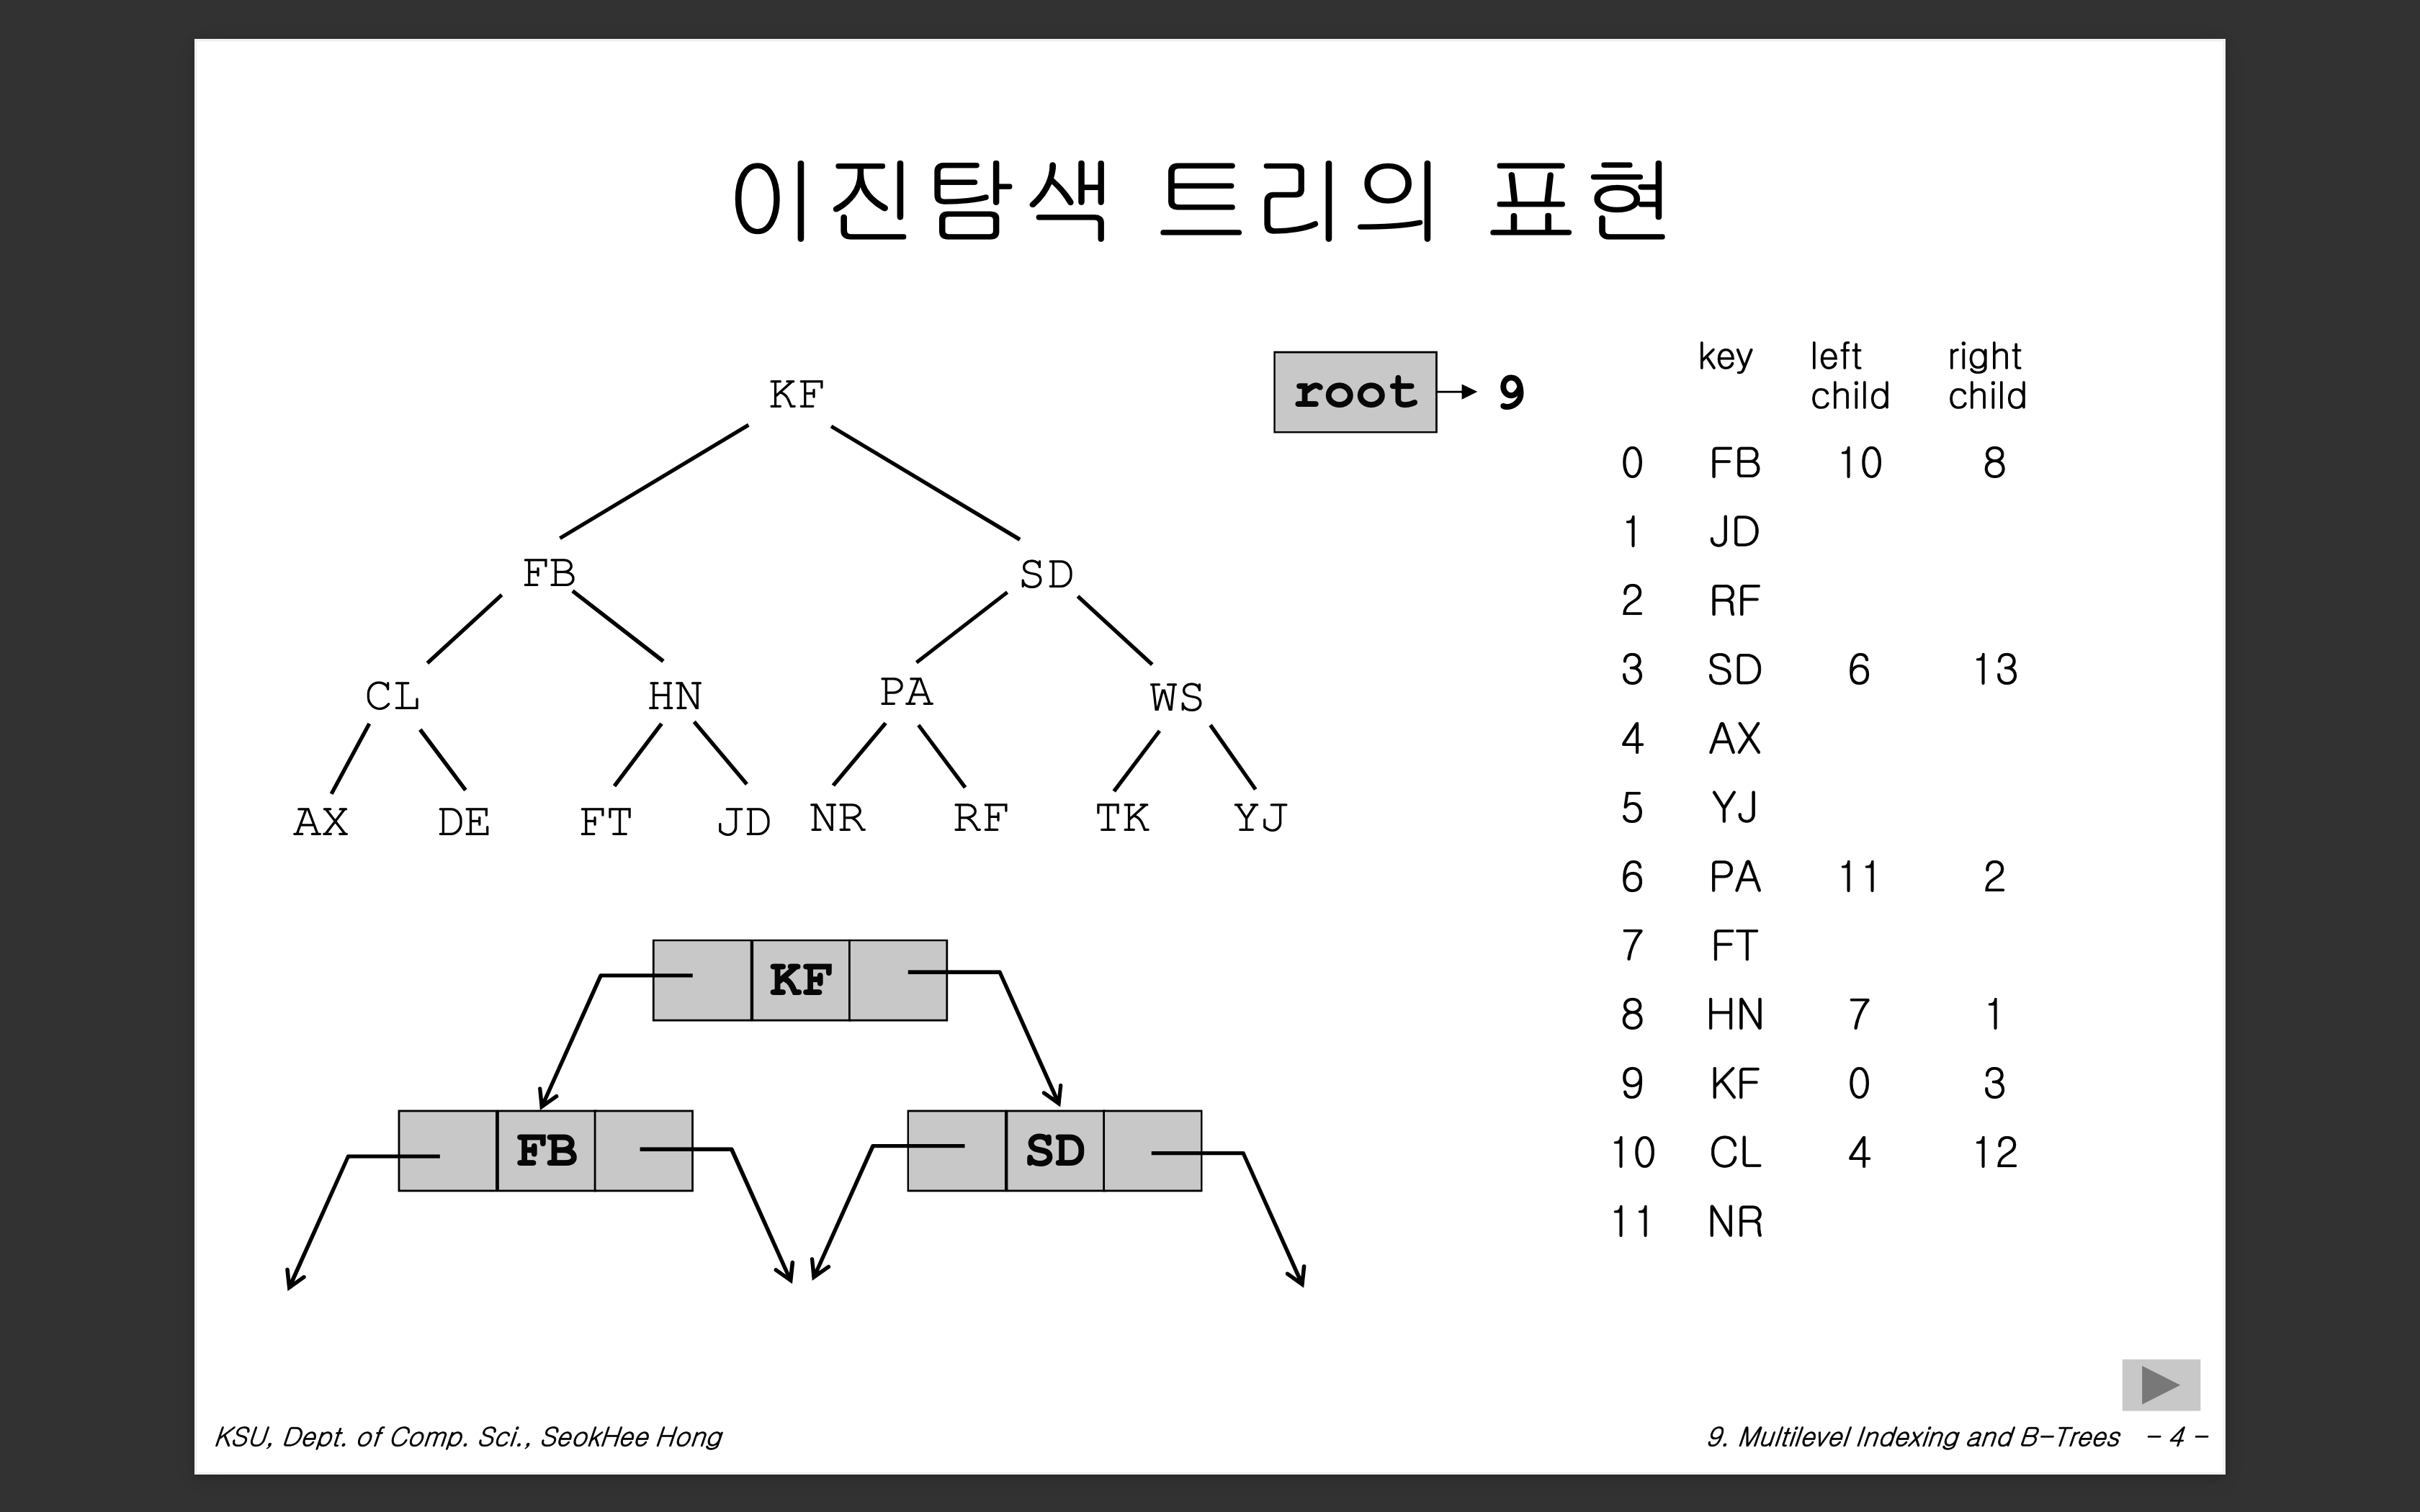 이진탐색 트리의 표현
KF
FB SD
CL HN PA WS
AX DE FT JD NR RF TK YJ
KF
FB SD
root 9
key left child right child
0 FB 10 8
1 JD
2 RF
3 SD 6 13
4 AX
5 YJ
6 PA 11 2
7 FT
8 HN 7 1
9 KF 0 3
10 CL 4 12
11 NR
KSU, Dept. of Comp. Sci., SeokHee Hong
9. Multilevel Indexing and B-Trees - 4 -